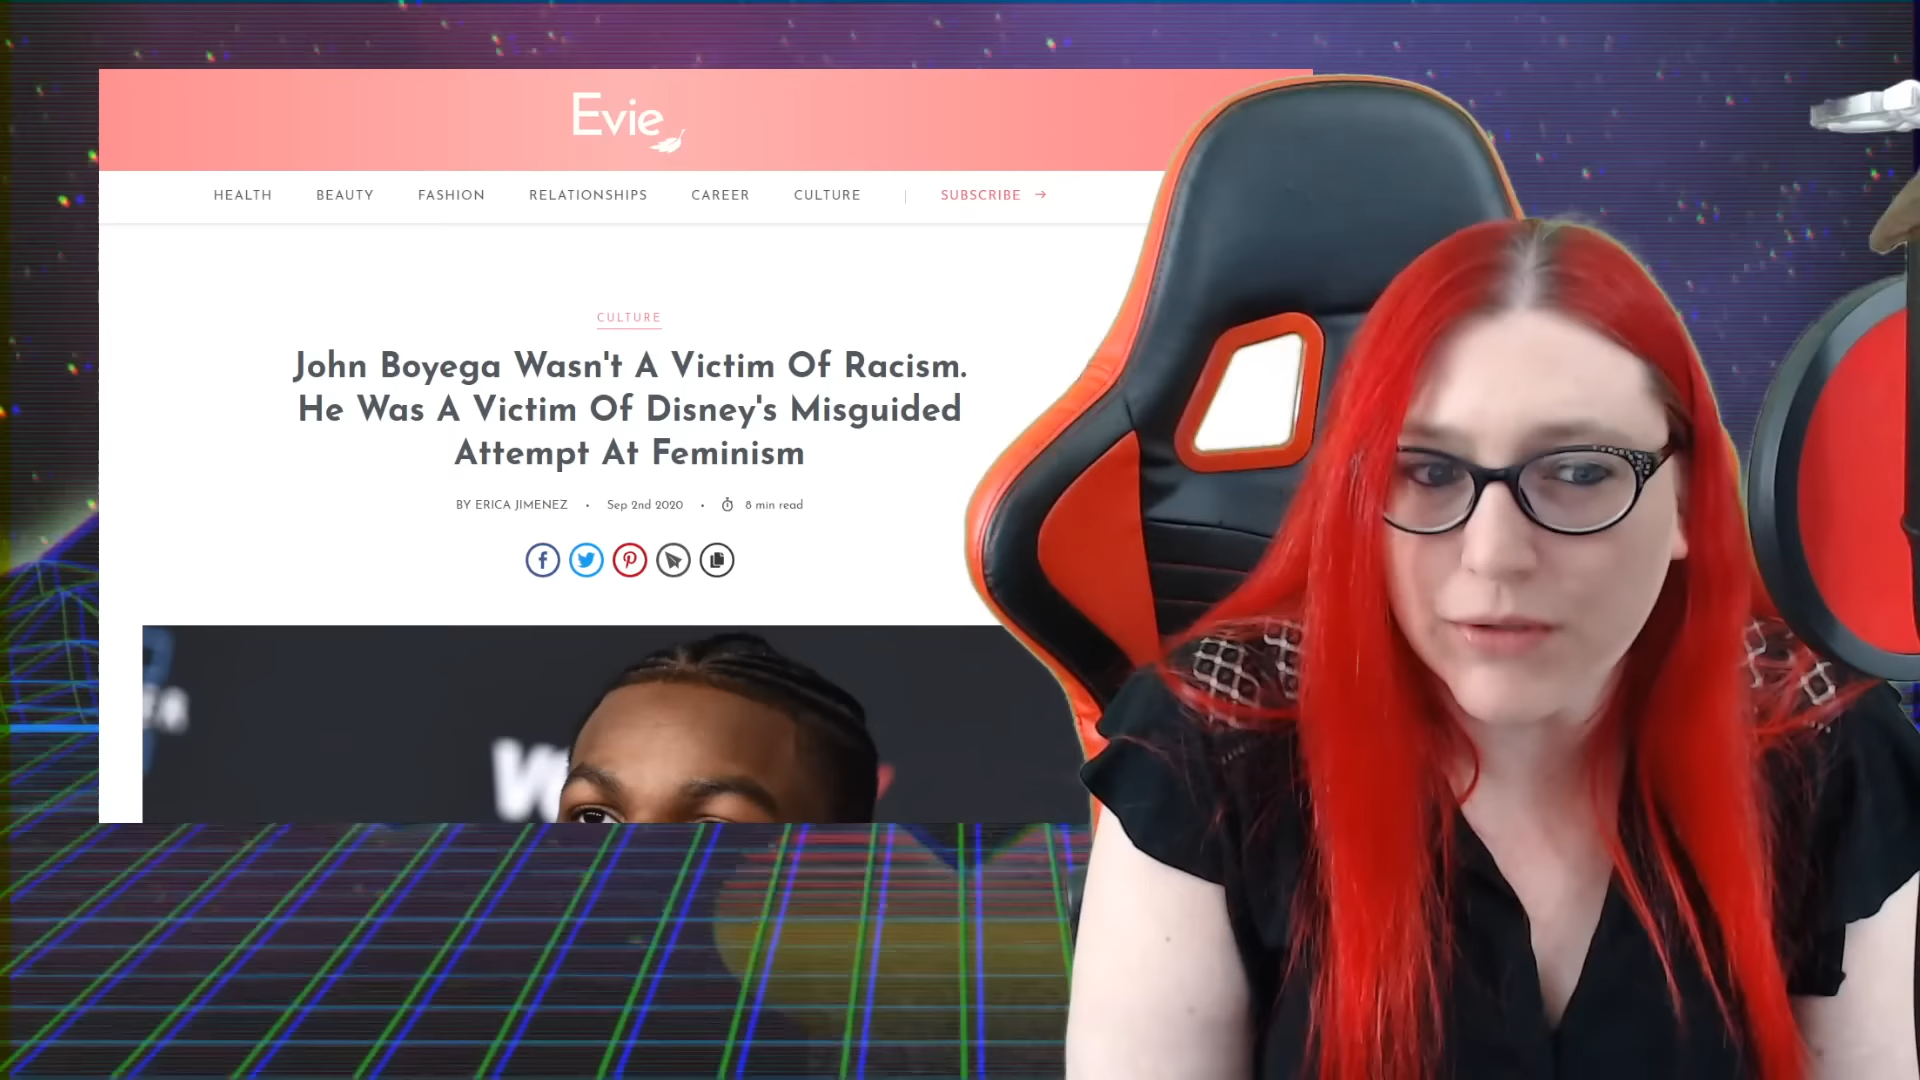 Evie
HEALTH BEAUTY FASHION RELATIONSHIPS CAREER CULTURE | SUBSCRIBE →
CULTURE
John Boyega Wasn't A Victim Of Racism.
He Was A Victim Of Disney's Misguided
Attempt At Feminism
BY ERICA JIMENEZ • Sep 2nd 2020 • 8 min read